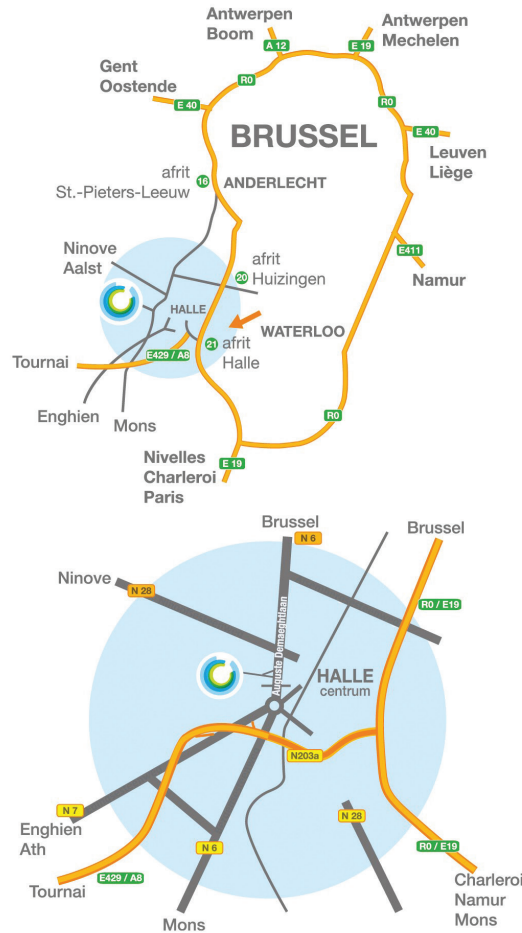 Antwerpen
Boom
Antwerpen
Mechelen
A 12
E 19
Gent
Oostende
R0
R0
E 40
E 40
BRUSSEL
Leuven
Liège
afrit
St.-Pieters-Leeuw
16
ANDERLECHT
Ninove
Aalst
E411
afrit
Huizingen
20
Namur
HALLE
WATERLOO
21
afrit
Halle
Tournai
E429 / A8
Enghien
Mons
R0
Nivelles
Charleroi
Paris
E 19
Brussel
N 6
Brussel
Ninove
N 28
R0 / E19
Auguste Demaeghtlaan
HALLE
centrum
N203a
N 7
Enghien
Ath
N 6
N 28
R0 / E19
Tournai
E429 / A8
Mons
Charleroi
Namur
Mons